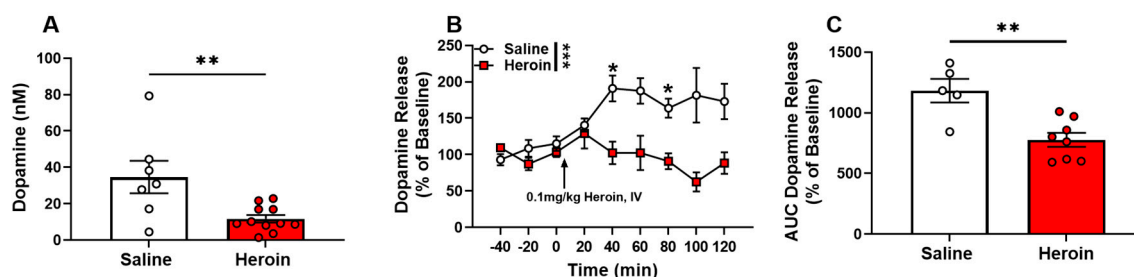 A
**
Dopamine (nM)
100
80
60
40
20
0
Saline
Heroin
B
Saline
Heroin
***
*
*
Dopamine Release
(% of Baseline)
250
200
150
100
50
0
0.1mg/kg Heroin, IV
-40 -20 0 20 40 60 80 100 120
Time (min)
C
**
AUC Dopamine Release
(% of Baseline)
1500
1000
500
0
Saline
Heroin